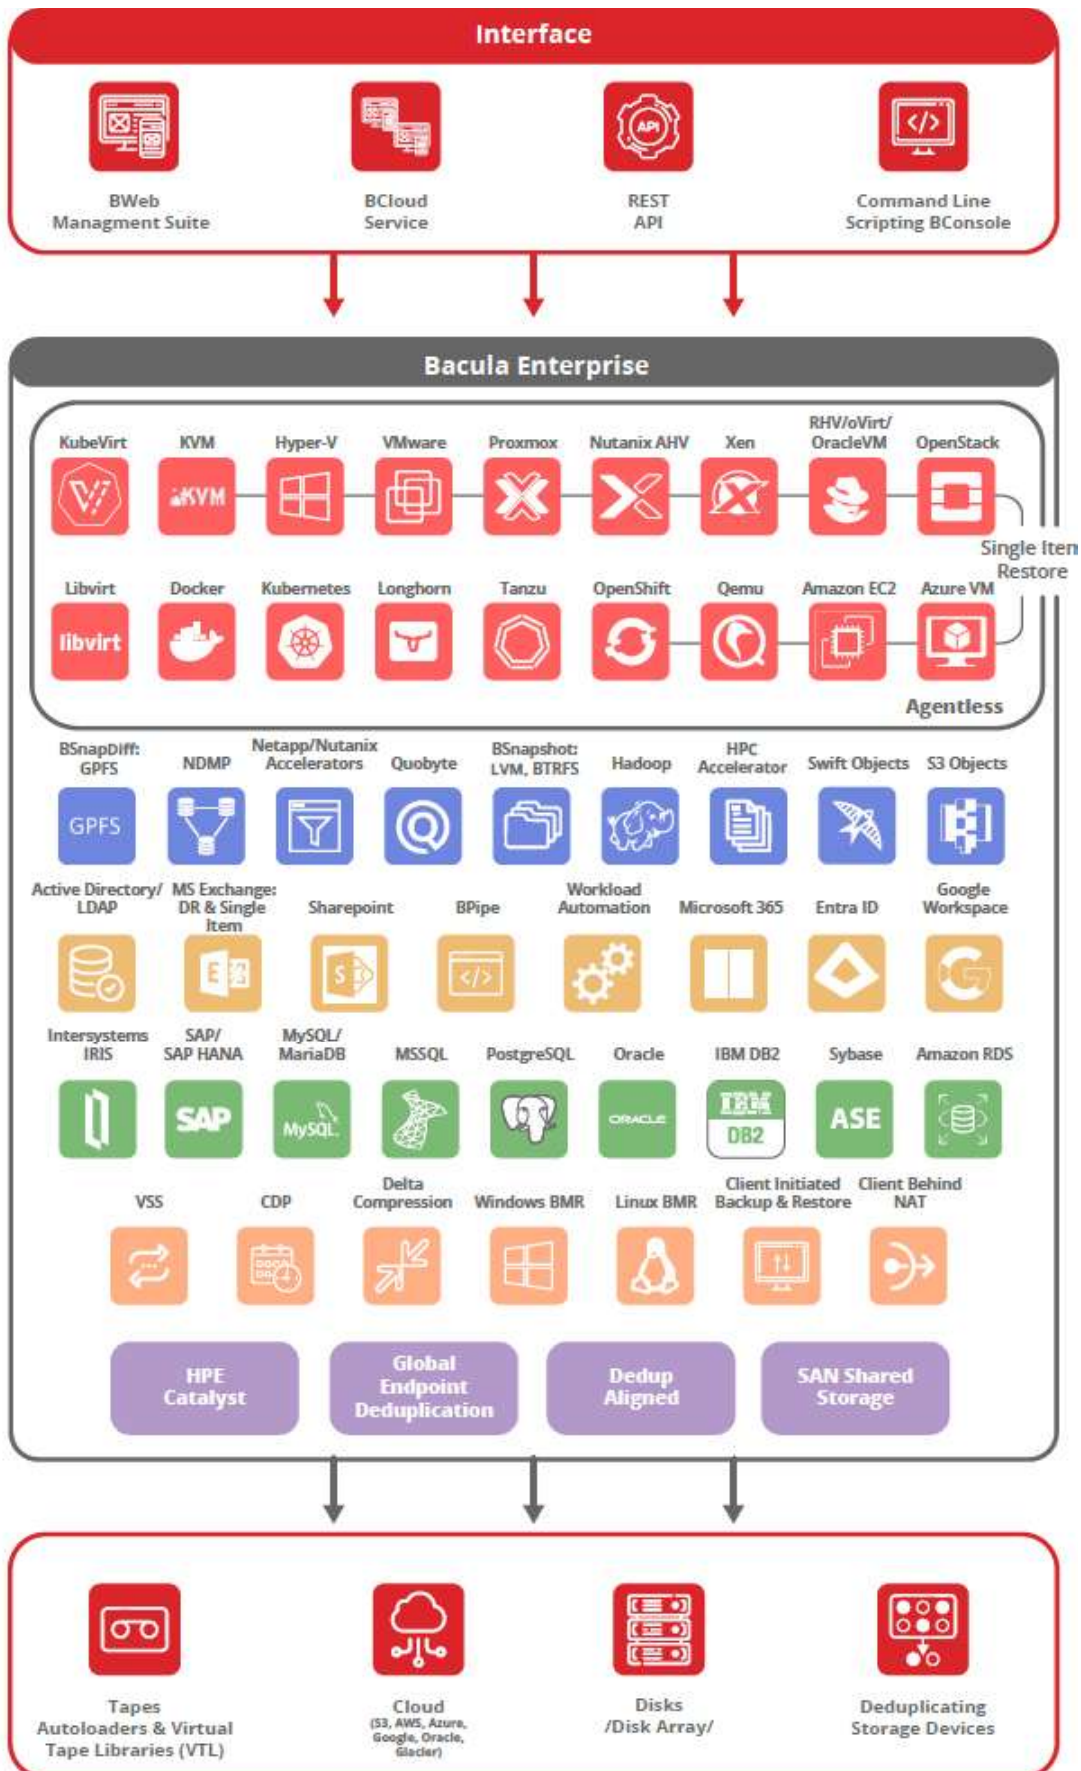 Interface
BWeb
Managment Suite
BCloud
Service
API
REST
API
</>
Command Line
Scripting BConsole
Bacula Enterprise
KubeVirt
KVM
Hyper-V
VMware
Proxmox
Nutanix AHV
Xen
RHV/oVirt/
OracleVM
OpenStack
KVM
Single Item
Restore
Libvirt
Docker
Kubernetes
Longhorn
Tanzu
OpenShift
Qemu
Amazon EC2
Azure VM
libvirt
Agentless
BSnapDiff:
GPFS
NDMP
Netapp/Nutanix
Accelerators
Quobyte
BSnapshot:
LVM, BTRFS
Hadoop
HPC
Accelerator
Swift Objects
S3 Objects
GPFS
Active Directory/
LDAP
MS Exchange:
DR & Single
Item
Sharepoint
BPipe
Workload
Automation
Microsoft 365
Entra ID
Google
Workspace
E
S
</>
G
Intersystems
IRIS
SAP/
SAP HANA
MySQL/
MariaDB
MSSQL
PostgreSQL
Oracle
IBM DB2
Sybase
Amazon RDS
SAP
MySQL
ORACLE
IBM
DB2
ASE
VSS
CDP
Delta
Compression
Windows BMR
Linux BMR
Client Initiated
Backup & Restore
Client Behind
NAT
HPE
Catalyst
Global
Endpoint
Deduplication
Dedup
Aligned
SAN Shared
Storage
Tapes
Autoloaders & Virtual
Tape Libraries (VTL)
Cloud
(S3, AWS, Azure,
Google, Oracle,
Glacier)
Disks
/Disk Array/
Deduplicating
Storage Devices